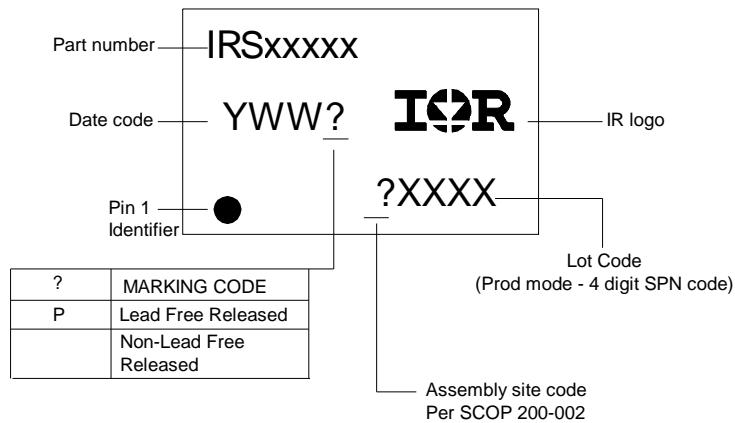 Part number
IRSxxxxx
Date code
YWW?
IOR
IR logo
Pin 1
Identifier
?XXXX
Lot Code
(Prod mode - 4 digit SPN code)
? MARKING CODE
P Lead Free Released
Non-Lead Free
Released
Assembly site code
Per SCOP 200-002